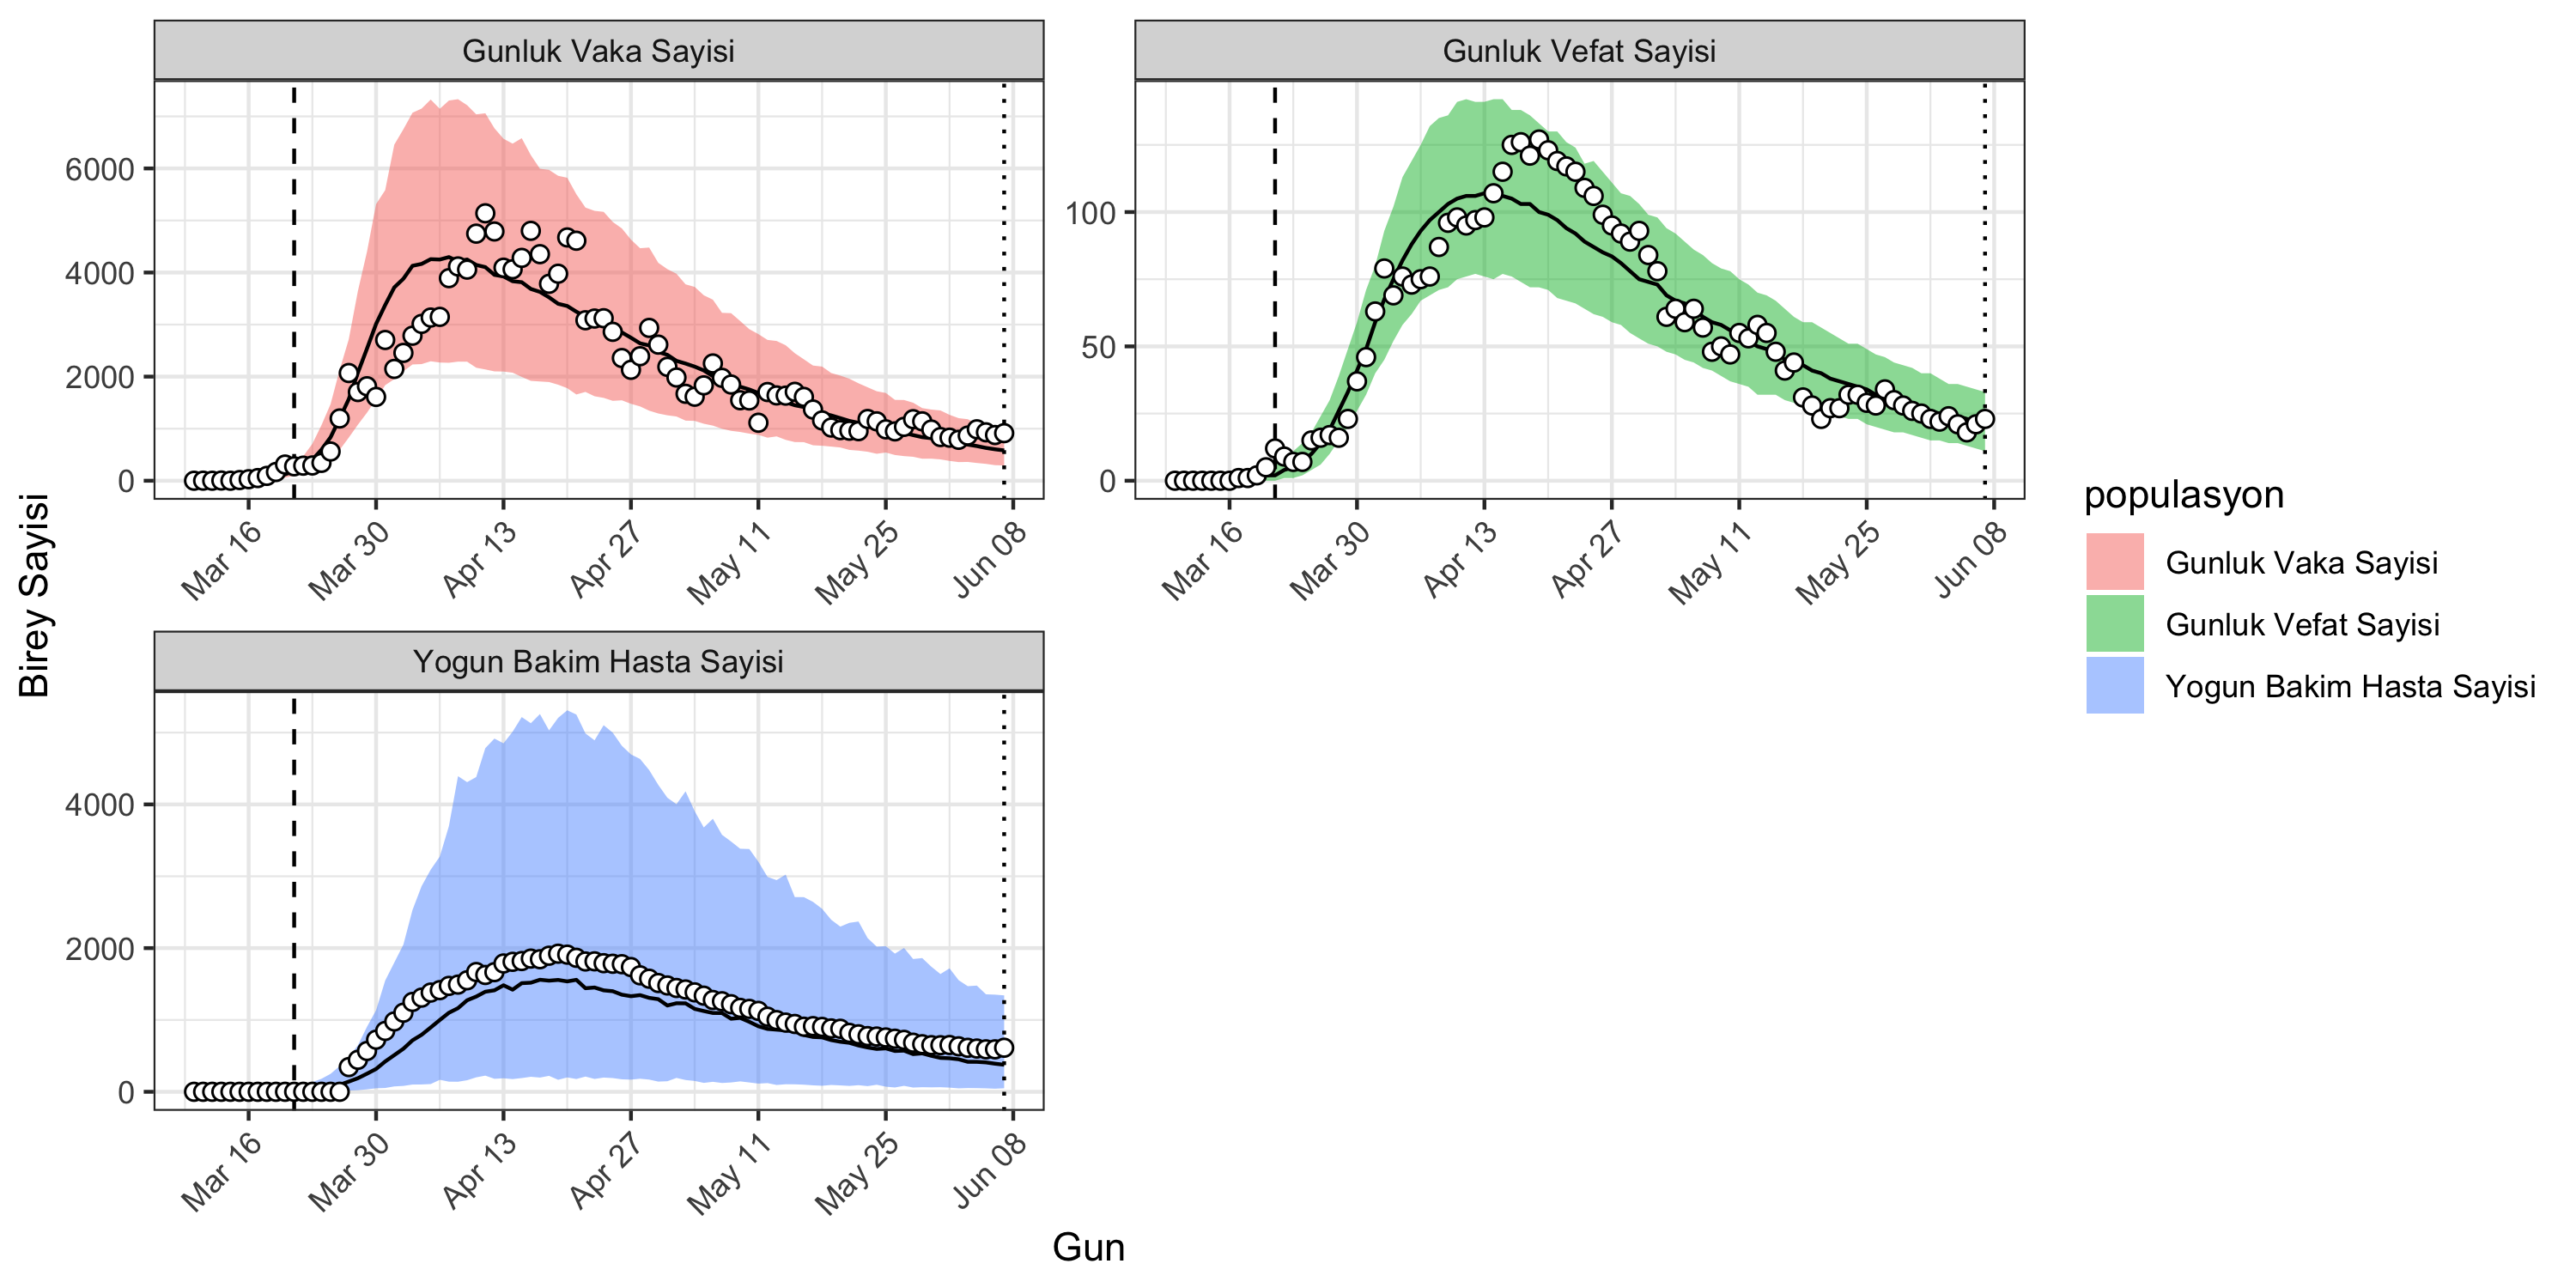 Gunluk Vaka Sayisi
Gunluk Vefat Sayisi
6000
4000
2000
0
100
50
0
Mar 16
Mar 30
Apr 13
Apr 27
May 11
May 25
Jun 08
Mar 16
Mar 30
Apr 13
Apr 27
May 11
May 25
Jun 08
Birey Sayisi
Yogun Bakim Hasta Sayisi
4000
2000
0
Mar 16
Mar 30
Apr 13
Apr 27
May 11
May 25
Jun 08
Gun
populasyon
Gunluk Vaka Sayisi
Gunluk Vefat Sayisi
Yogun Bakim Hasta Sayisi